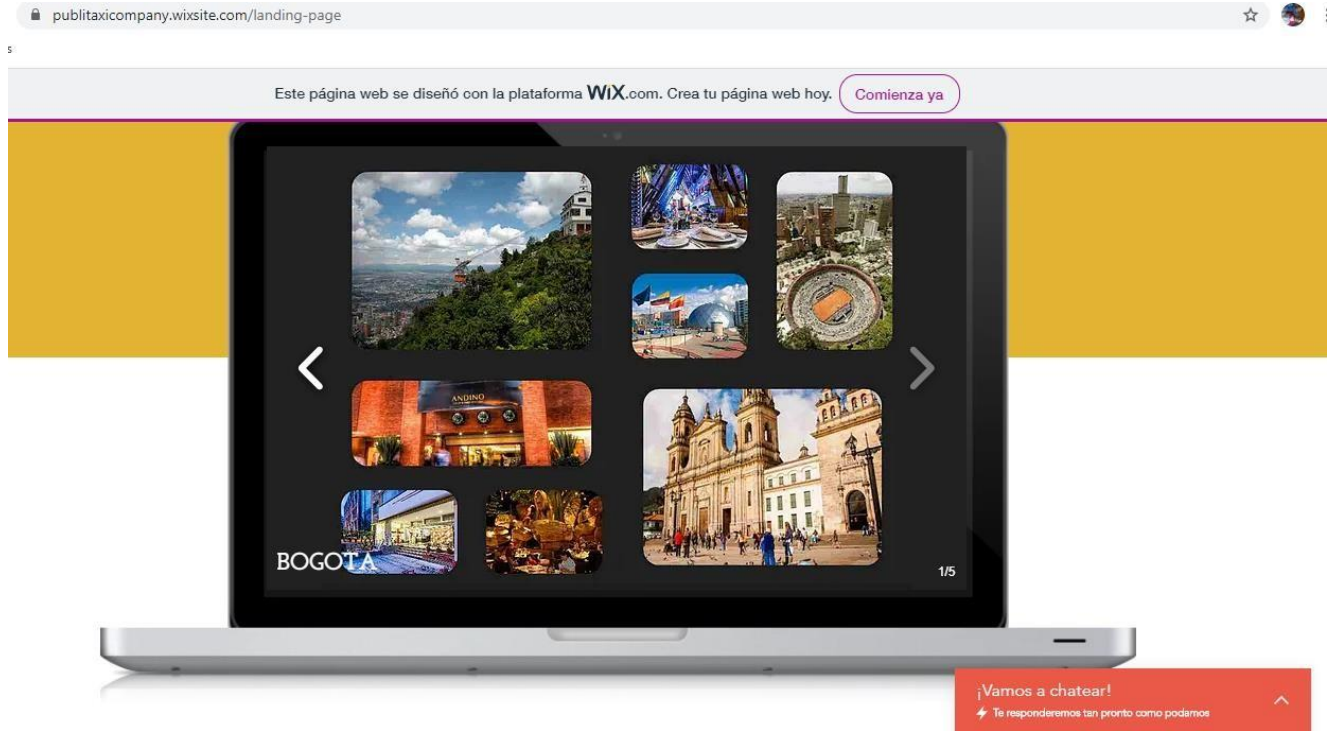 publitaxicompany.wixsite.com/landing-page
s
Este página web se diseñó con la plataforma WiX.com. Crea tu página web hoy. Comienza ya
ANDINO
BOGOTA
1/5
¡Vamos a chatear!
Te responderemos tan pronto como podamos